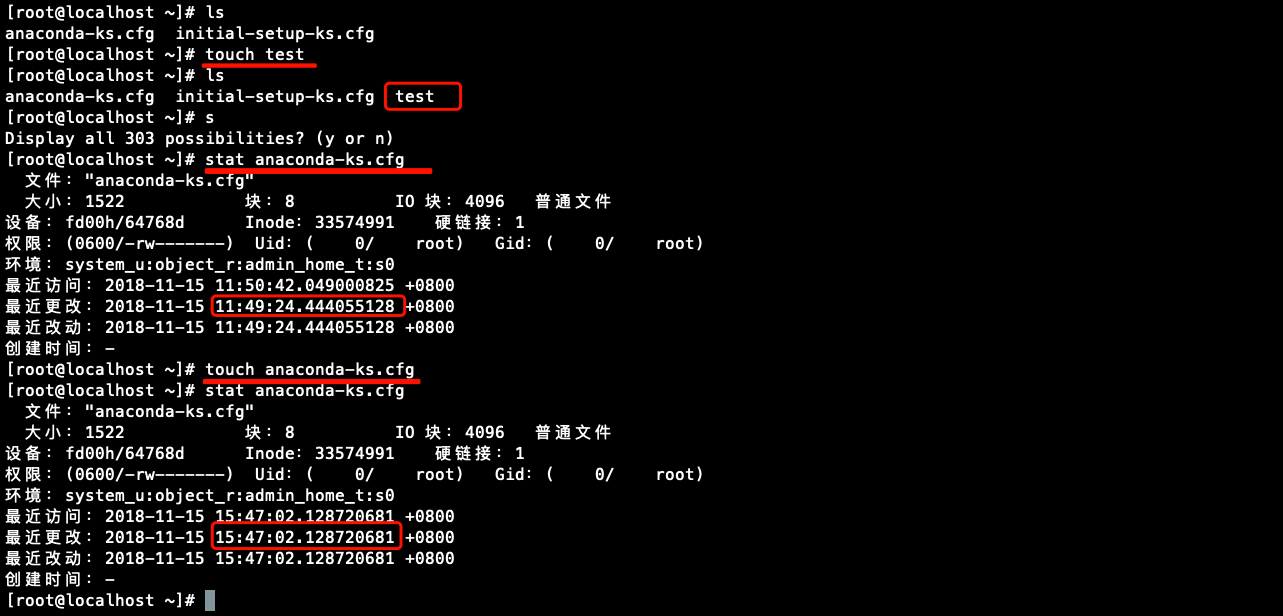 [root@localhost ~]# ls
anaconda-ks.cfg  initial-setup-ks.cfg
[root@localhost ~]# touch test
[root@localhost ~]# ls
anaconda-ks.cfg  initial-setup-ks.cfg  test
[root@localhost ~]# s
Display all 303 possibilities? (y or n)
[root@localhost ~]# stat anaconda-ks.cfg
  文件："anaconda-ks.cfg"
  大小：1522            块：8          IO 块：4096   普通文件
设备：fd00h/64768d      Inode：33574991    硬链接：1
权限：(0600/-rw-------)  Uid：(    0/    root)   Gid：(    0/    root)
环境：system_u:object_r:admin_home_t:s0
最近访问：2018-11-15 11:50:42.049000825 +0800
最近更改：2018-11-15 11:49:24.444055128 +0800
最近改动：2018-11-15 11:49:24.444055128 +0800
创建时间：-
[root@localhost ~]# touch anaconda-ks.cfg
[root@localhost ~]# stat anaconda-ks.cfg
  文件："anaconda-ks.cfg"
  大小：1522            块：8          IO 块：4096   普通文件
设备：fd00h/64768d      Inode：33574991    硬链接：1
权限：(0600/-rw-------)  Uid：(    0/    root)   Gid：(    0/    root)
环境：system_u:object_r:admin_home_t:s0
最近访问：2018-11-15 15:47:02.128720681 +0800
最近更改：2018-11-15 15:47:02.128720681 +0800
最近改动：2018-11-15 15:47:02.128720681 +0800
创建时间：-
[root@localhost ~]#